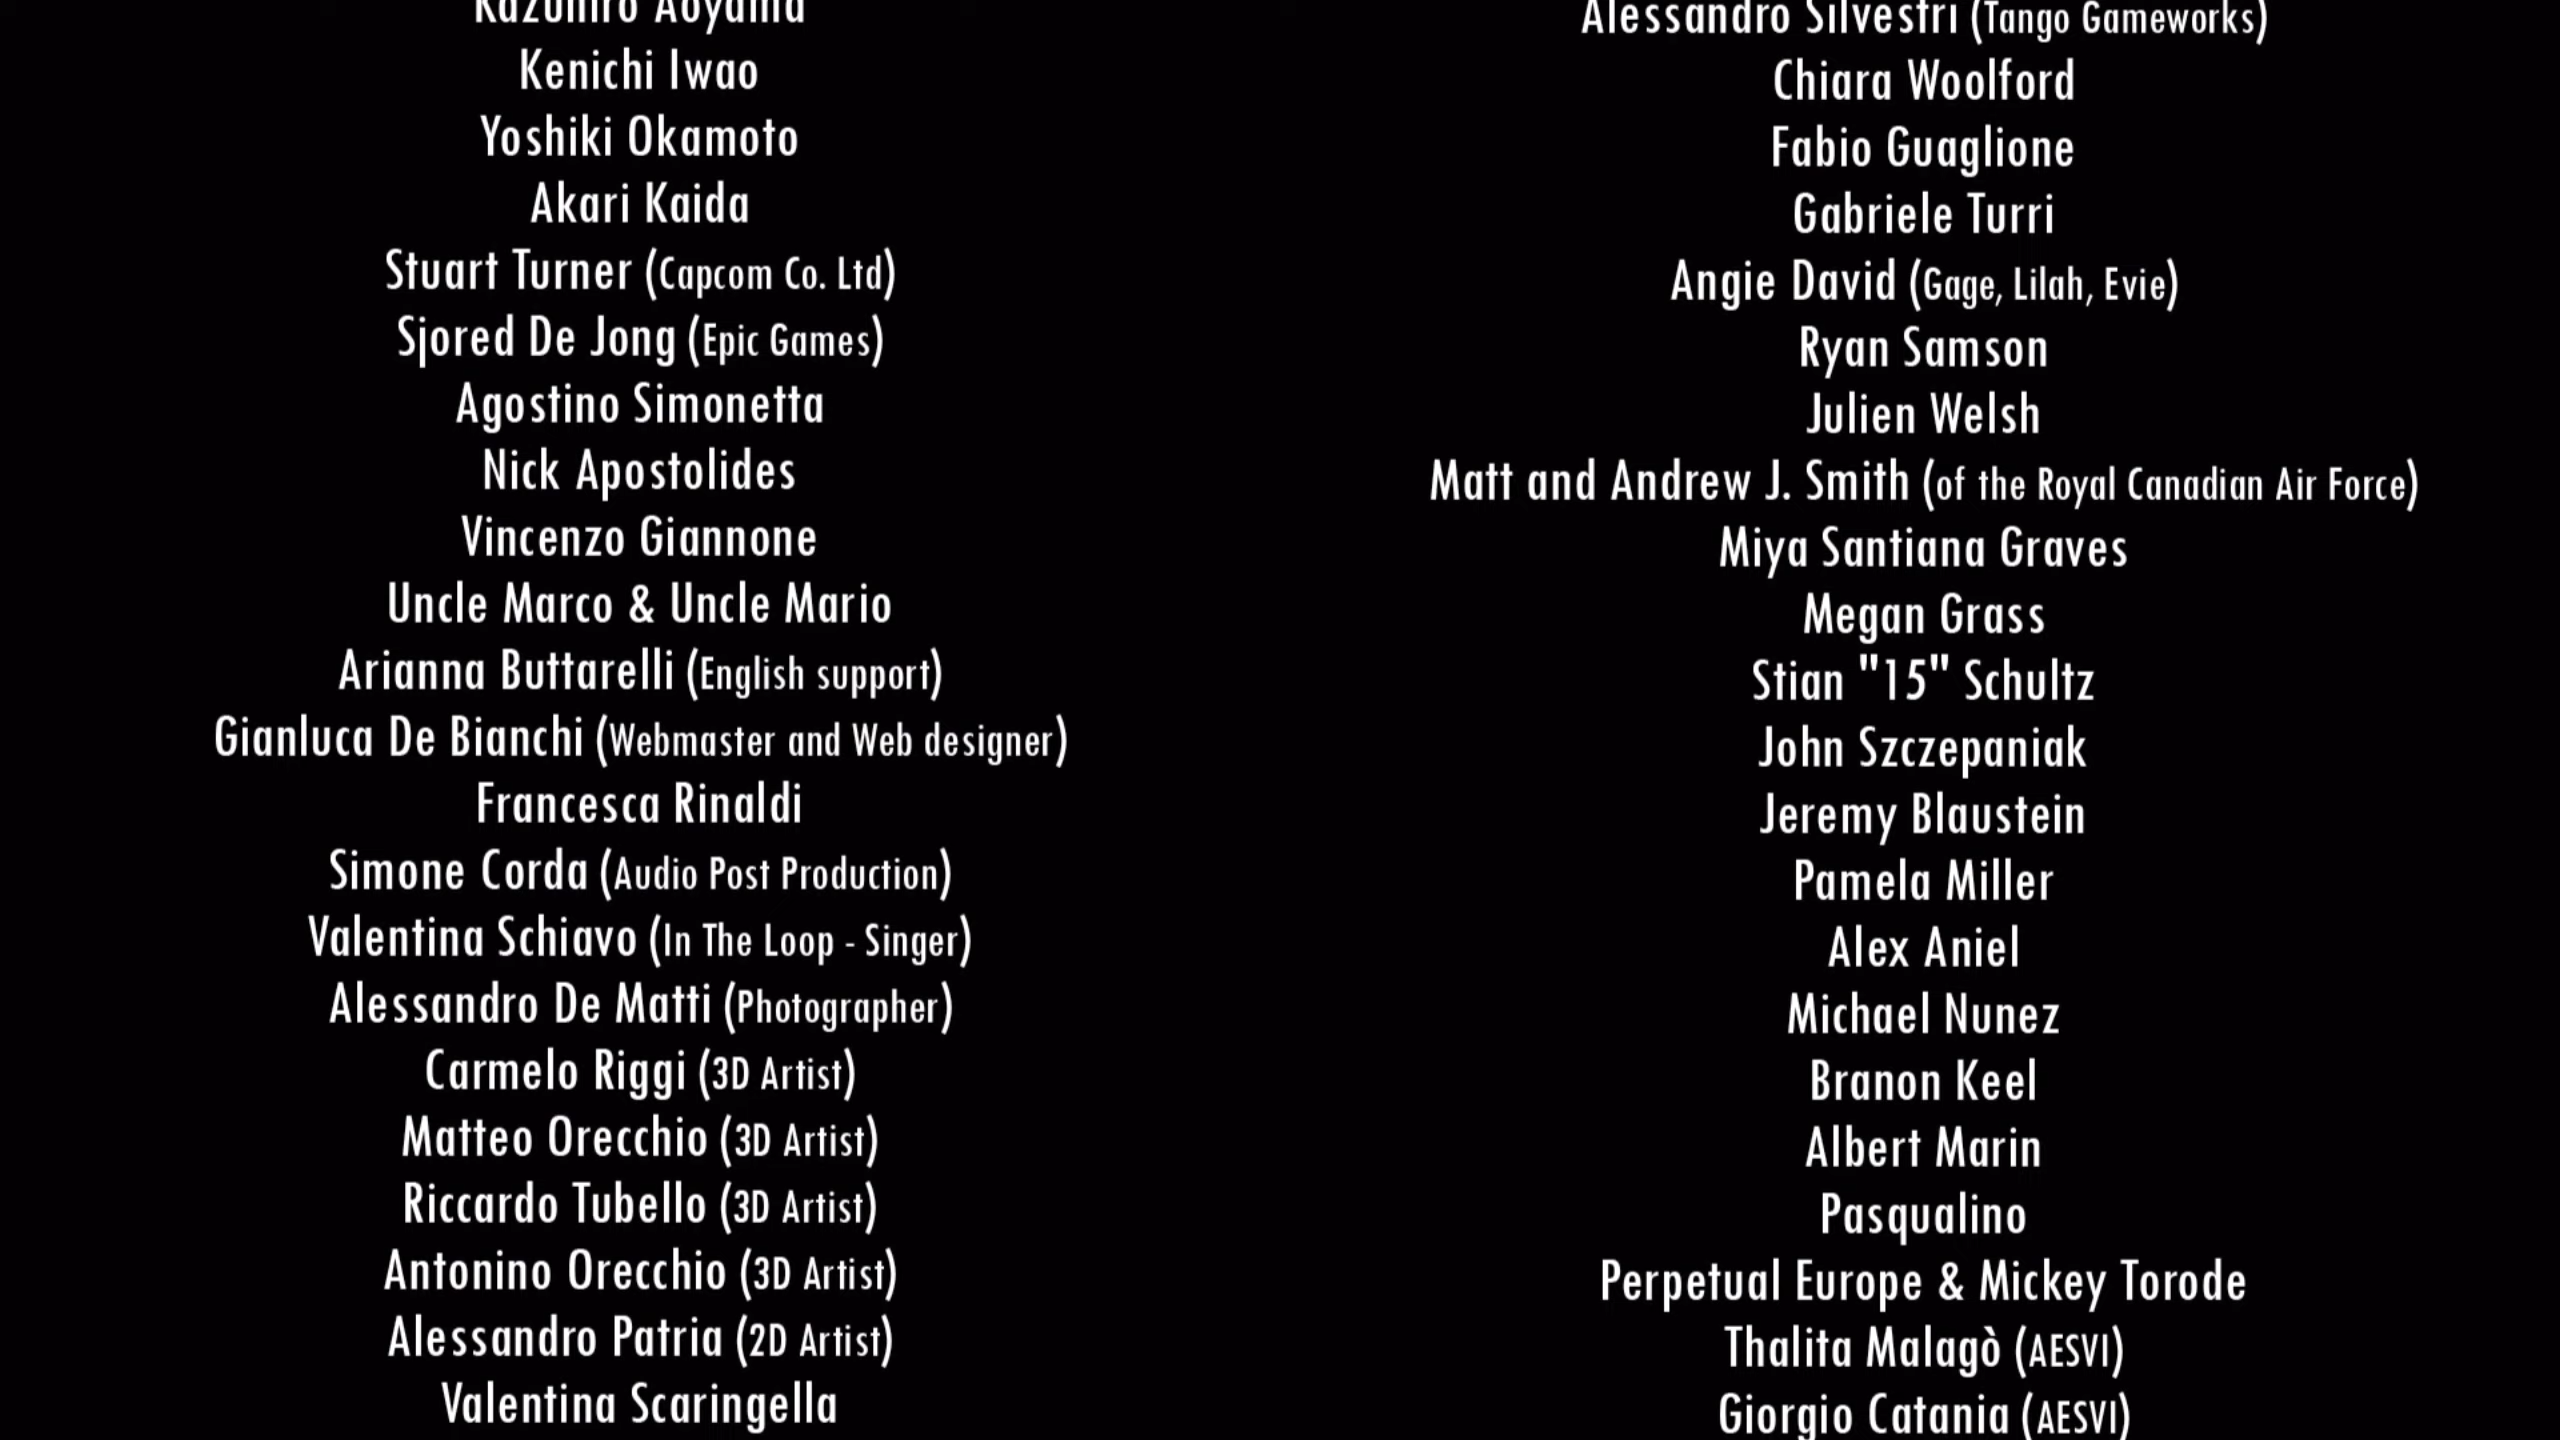 Kazuhiro Aoyama
Kenichi Iwao
Yoshiki Okamoto
Akari Kaida
Stuart Turner (Capcom Co. Ltd)
Sjored De Jong (Epic Games)
Agostino Simonetta
Nick Apostolides
Vincenzo Giannone
Uncle Marco & Uncle Mario
Arianna Buttarelli (English support)
Gianluca De Bianchi (Webmaster and Web designer)
Francesca Rinaldi
Simone Corda (Audio Post Production)
Valentina Schiavo (In The Loop - Singer)
Alessandro De Matti (Photographer)
Carmelo Riggi (3D Artist)
Matteo Orecchio (3D Artist)
Riccardo Tubello (3D Artist)
Antonino Orecchio (3D Artist)
Alessandro Patria (2D Artist)
Valentina Scaringella
Alessandro Silvestri (Tango Gameworks)
Chiara Woolford
Fabio Guaglione
Gabriele Turri
Angie David (Gage, Lilah, Evie)
Ryan Samson
Julien Welsh
Matt and Andrew J. Smith (of the Royal Canadian Air Force)
Miya Santiana Graves
Megan Grass
Stian "15" Schultz
John Szczepaniak
Jeremy Blaustein
Pamela Miller
Alex Aniel
Michael Nunez
Branon Keel
Albert Marin
Pasqualino
Perpetual Europe & Mickey Torode
Thalita Malagò (AESVI)
Giorgio Catania (AESVI)